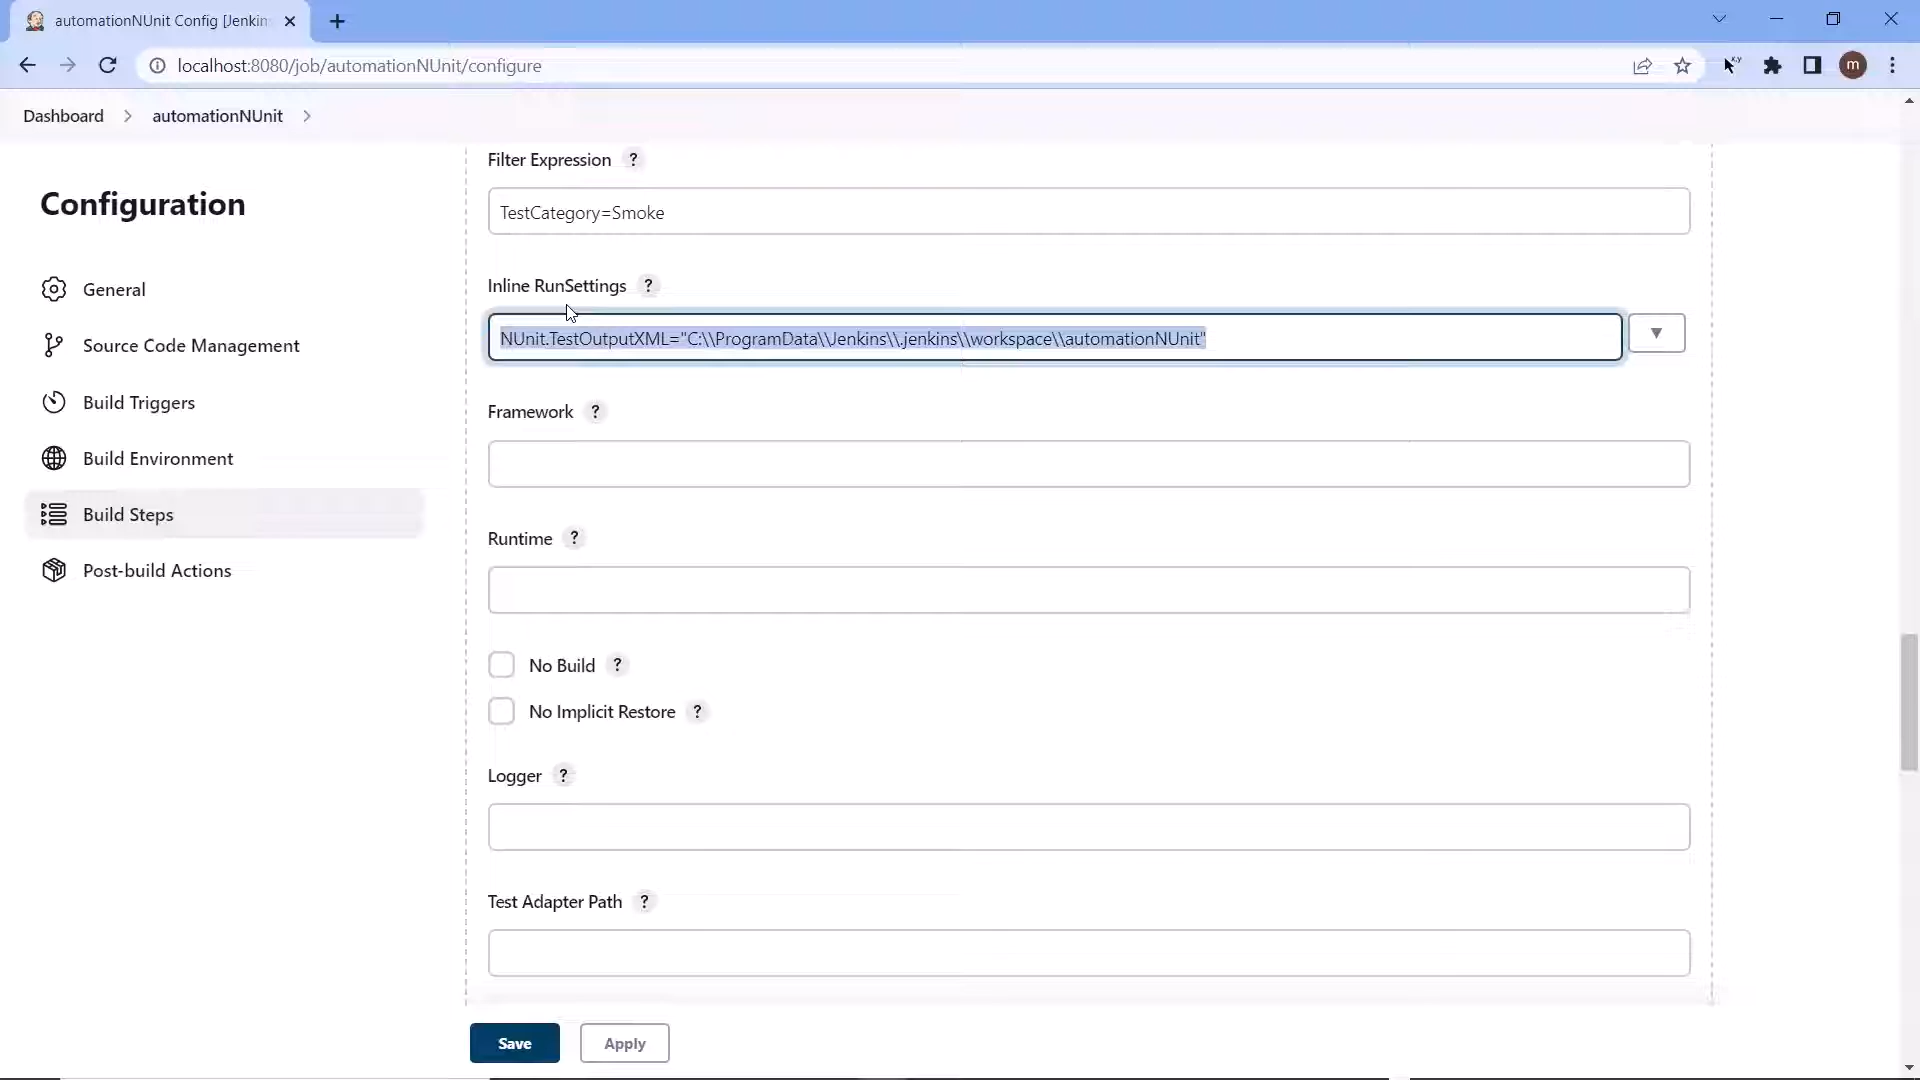 automationNUnit Config [Jenkin
localhost:8080/job/automationNUnit/configure
m
Dashboard
automationNUnit
Configuration
General
Source Code Management
Build Triggers
Build Environment
Build Steps
Post-build Actions
Filter Expression ?
TestCategory=Smoke
Inline RunSettings ?
NUnit.TestOutputXML="C:\\ProgramData\\Jenkins\\.jenkins\\workspace\\automationNUnit"
Framework ?
Runtime ?
No Build ?
No Implicit Restore ?
Logger ?
Test Adapter Path ?
Save
Apply